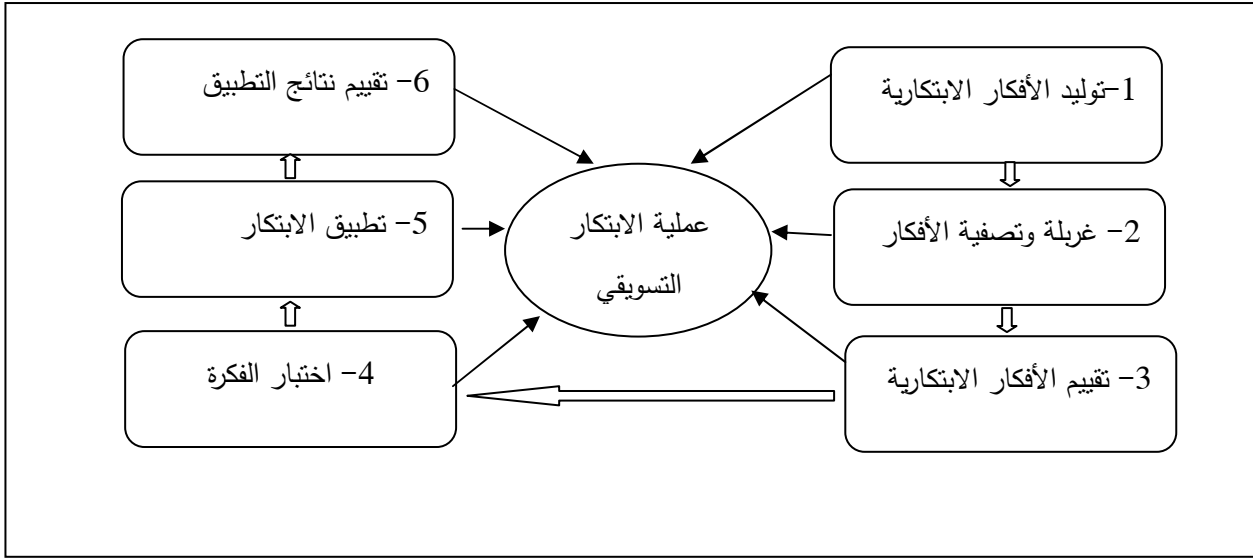 1-توليد الأفكار الابتكارية
2- غربلة وتصفية الأفكار
3- تقييم الأفكار الابتكارية
4- اختبار الفكرة
5- تطبيق الابتكار
6- تقييم نتائج التطبيق
عملية الابتكار
التسويقي